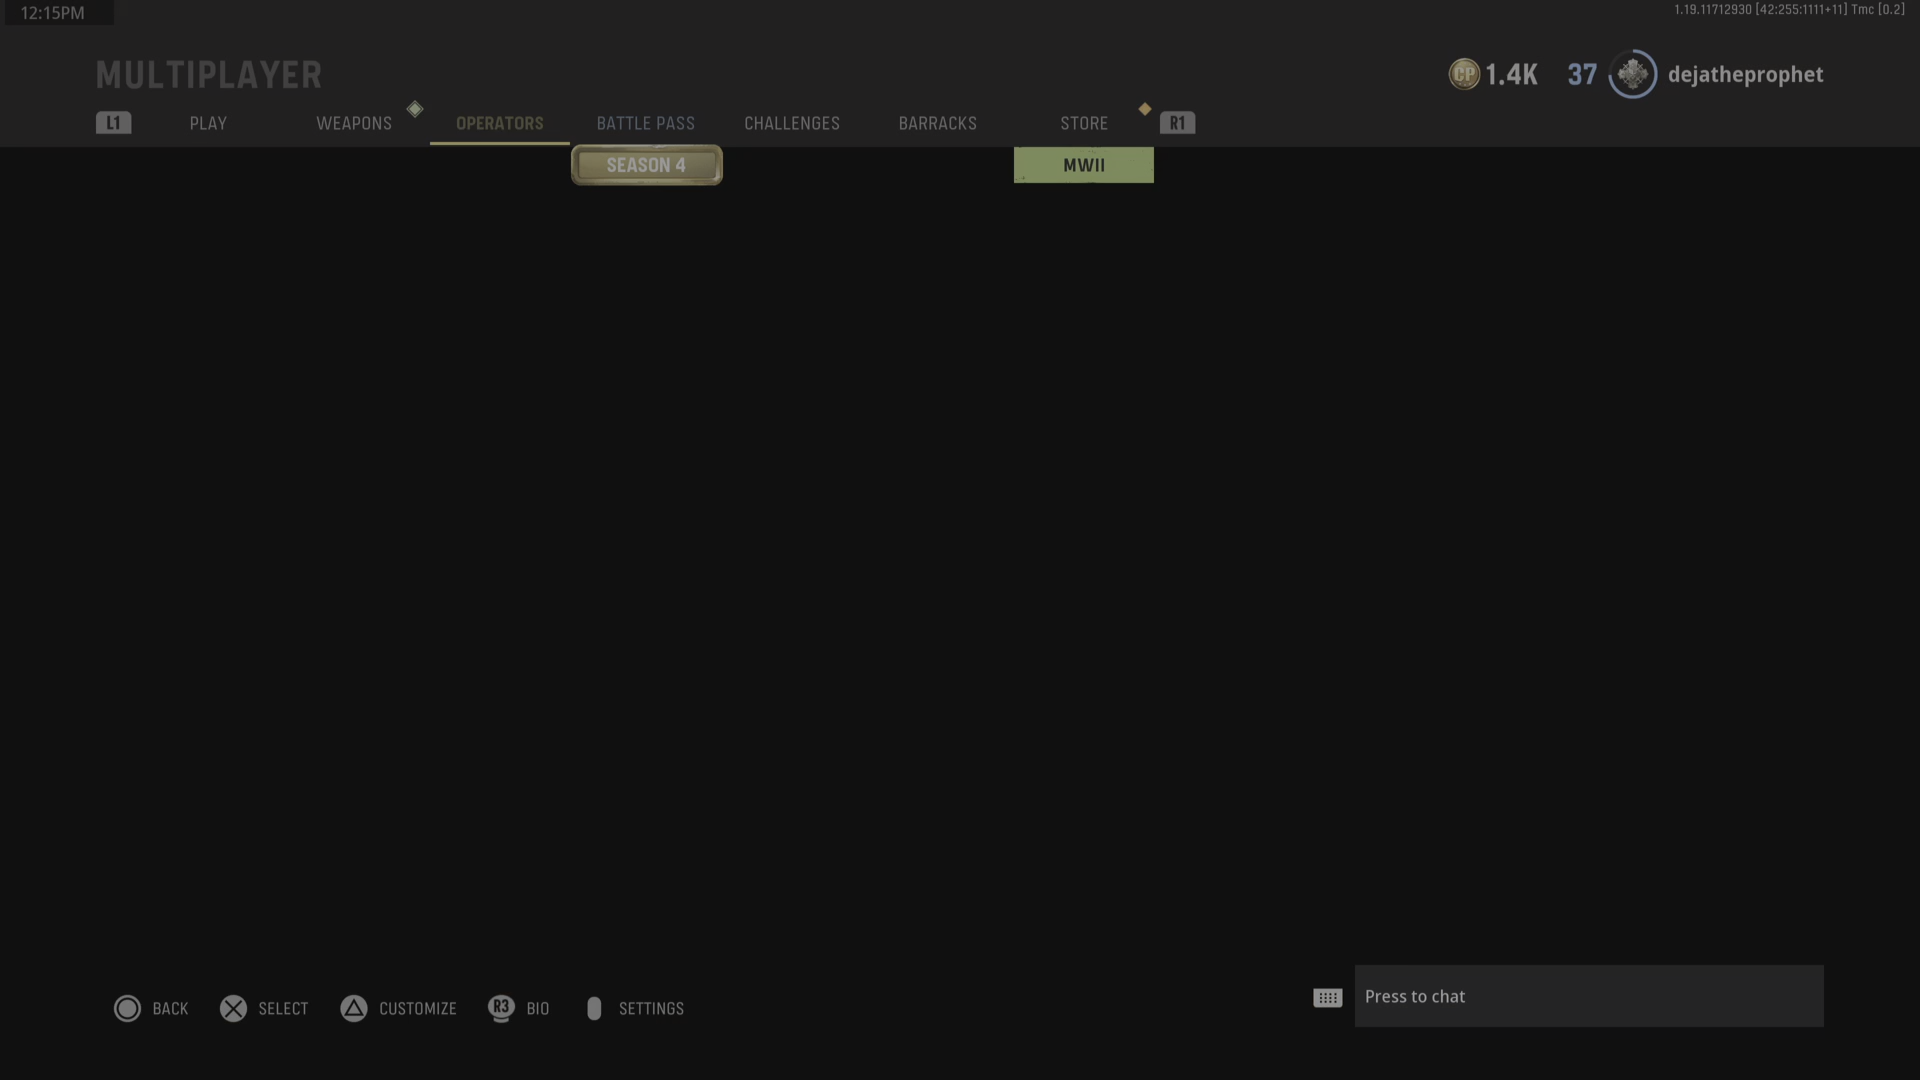 12:15PM
1.19.11712930 [42:255:1111+11] Tmc [0.2]
MULTIPLAYER
CP 1.4K 37 dejatheprophet
L1 PLAY WEAPONS OPERATORS BATTLE PASS CHALLENGES BARRACKS STORE R1
SEASON 4 MWII
Press to chat
BACK SELECT CUSTOMIZE R3 BIO SETTINGS